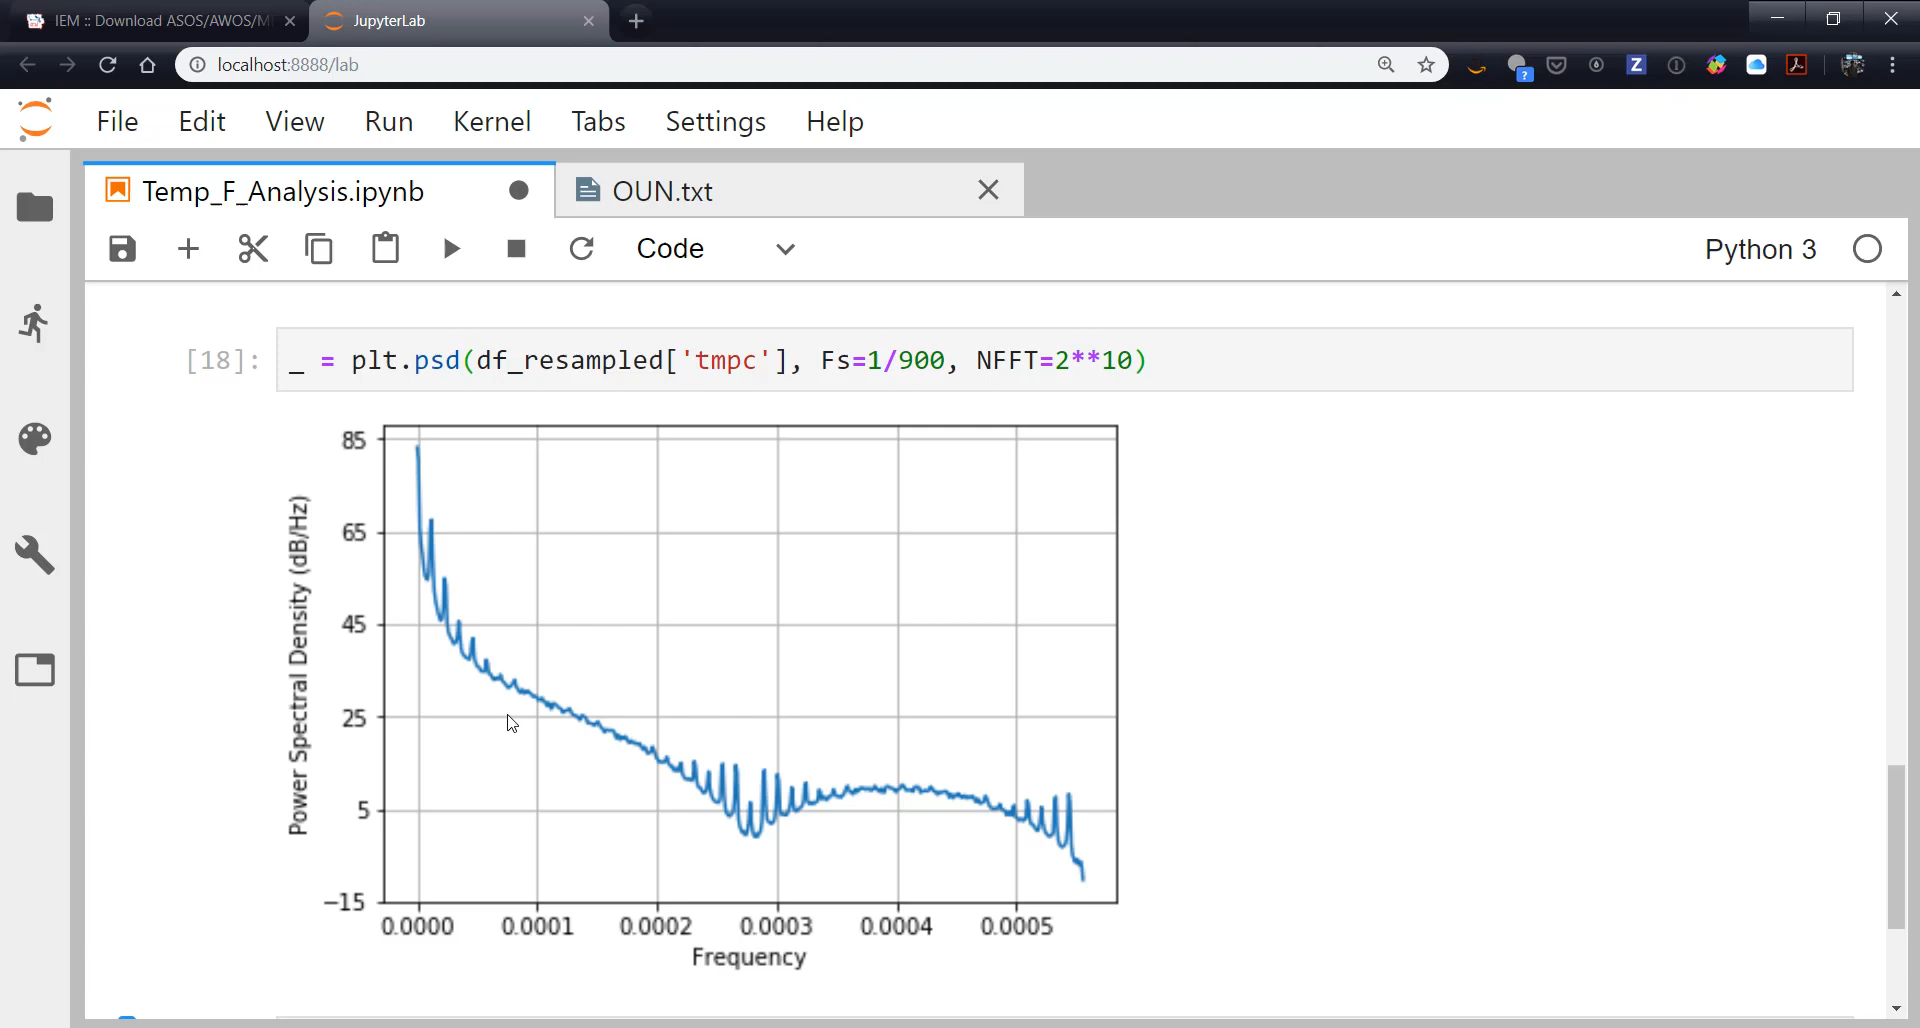 IEM :: Download ASOS/AWOS/M
JupyterLab
localhost:8888/lab
File Edit View Run Kernel Tabs Settings Help
Temp_F_Analysis.ipynb
OUN.txt
Code
Python 3
[18]: _ = plt.psd(df_resampled['tmpc'], Fs=1/900, NFFT=2**10)
85
65
45
25
5
−15
Power Spectral Density (dB/Hz)
0.0000 0.0001 0.0002 0.0003 0.0004 0.0005
Frequency